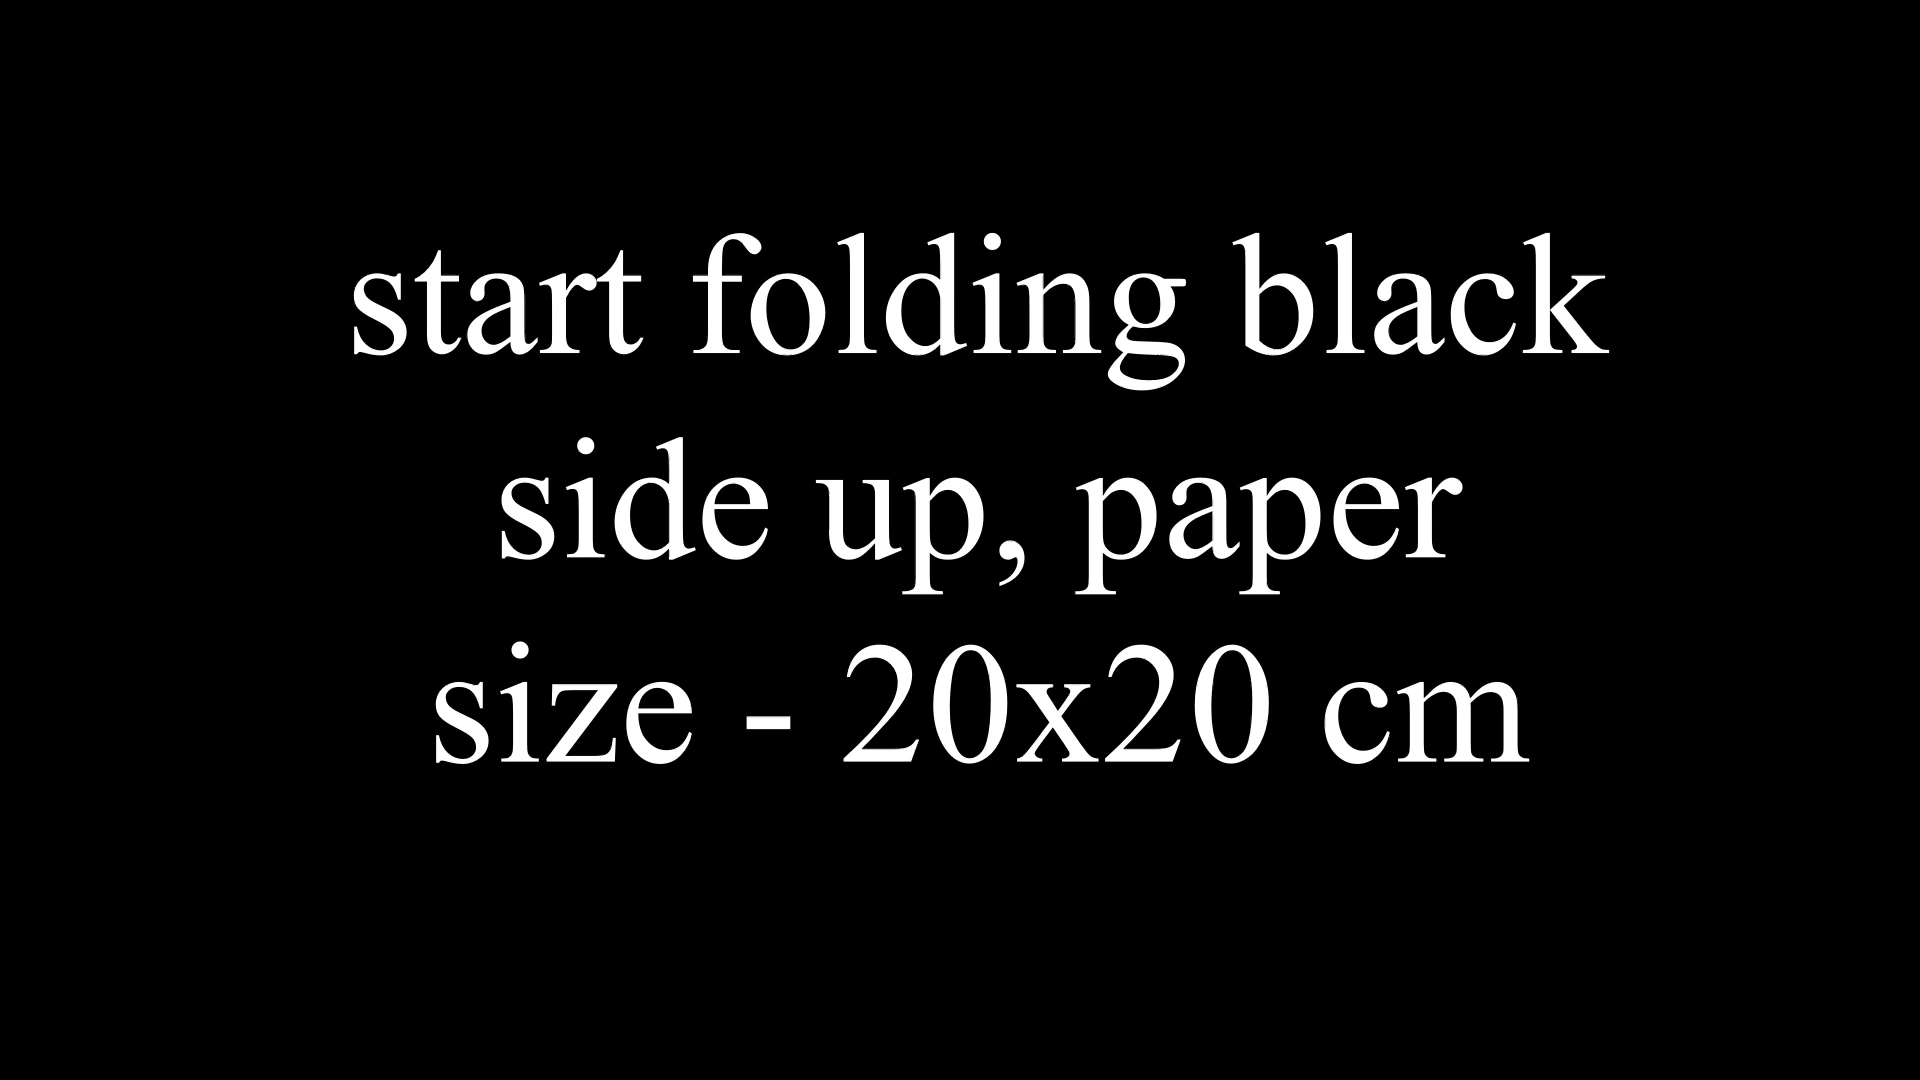 start folding black
side up, paper
size - 20x20 cm